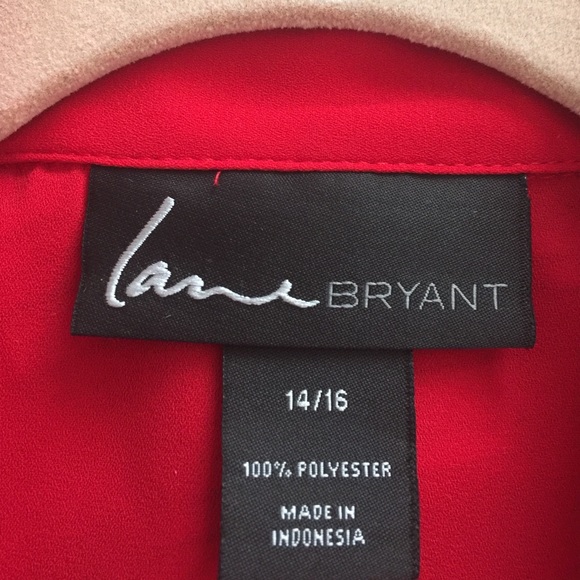 lane BRYANT
14/16
100% POLYESTER
MADE IN
INDONESIA